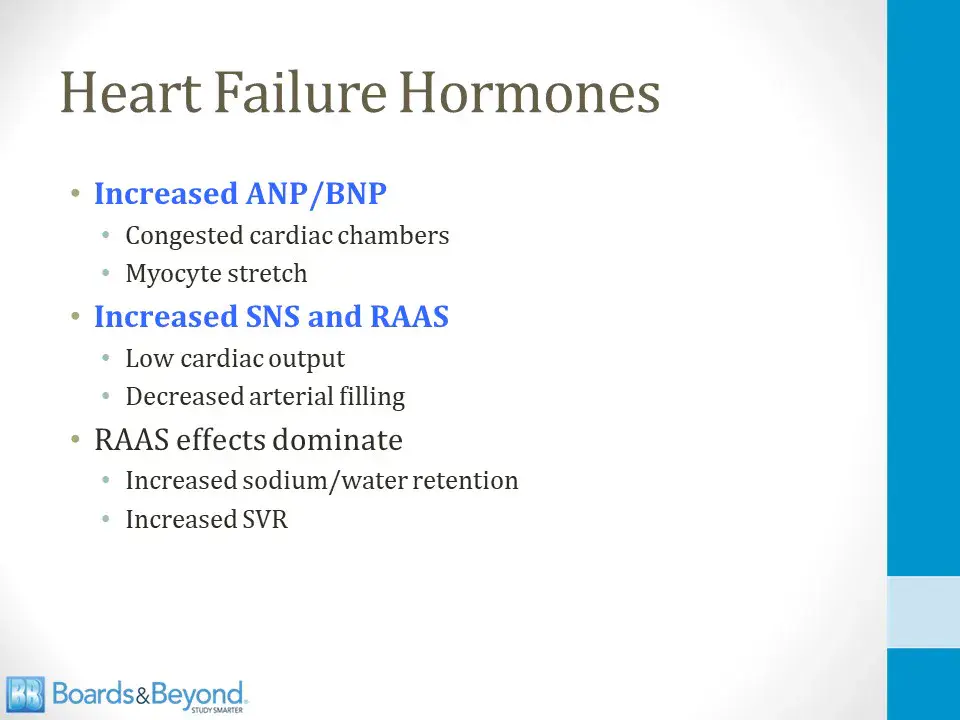 Heart Failure Hormones
• Increased ANP/BNP
• Congested cardiac chambers
• Myocyte stretch
• Increased SNS and RAAS
• Low cardiac output
• Decreased arterial filling
• RAAS effects dominate
• Increased sodium/water retention
• Increased SVR
BB Boards&Beyond.
STUDY SMARTER